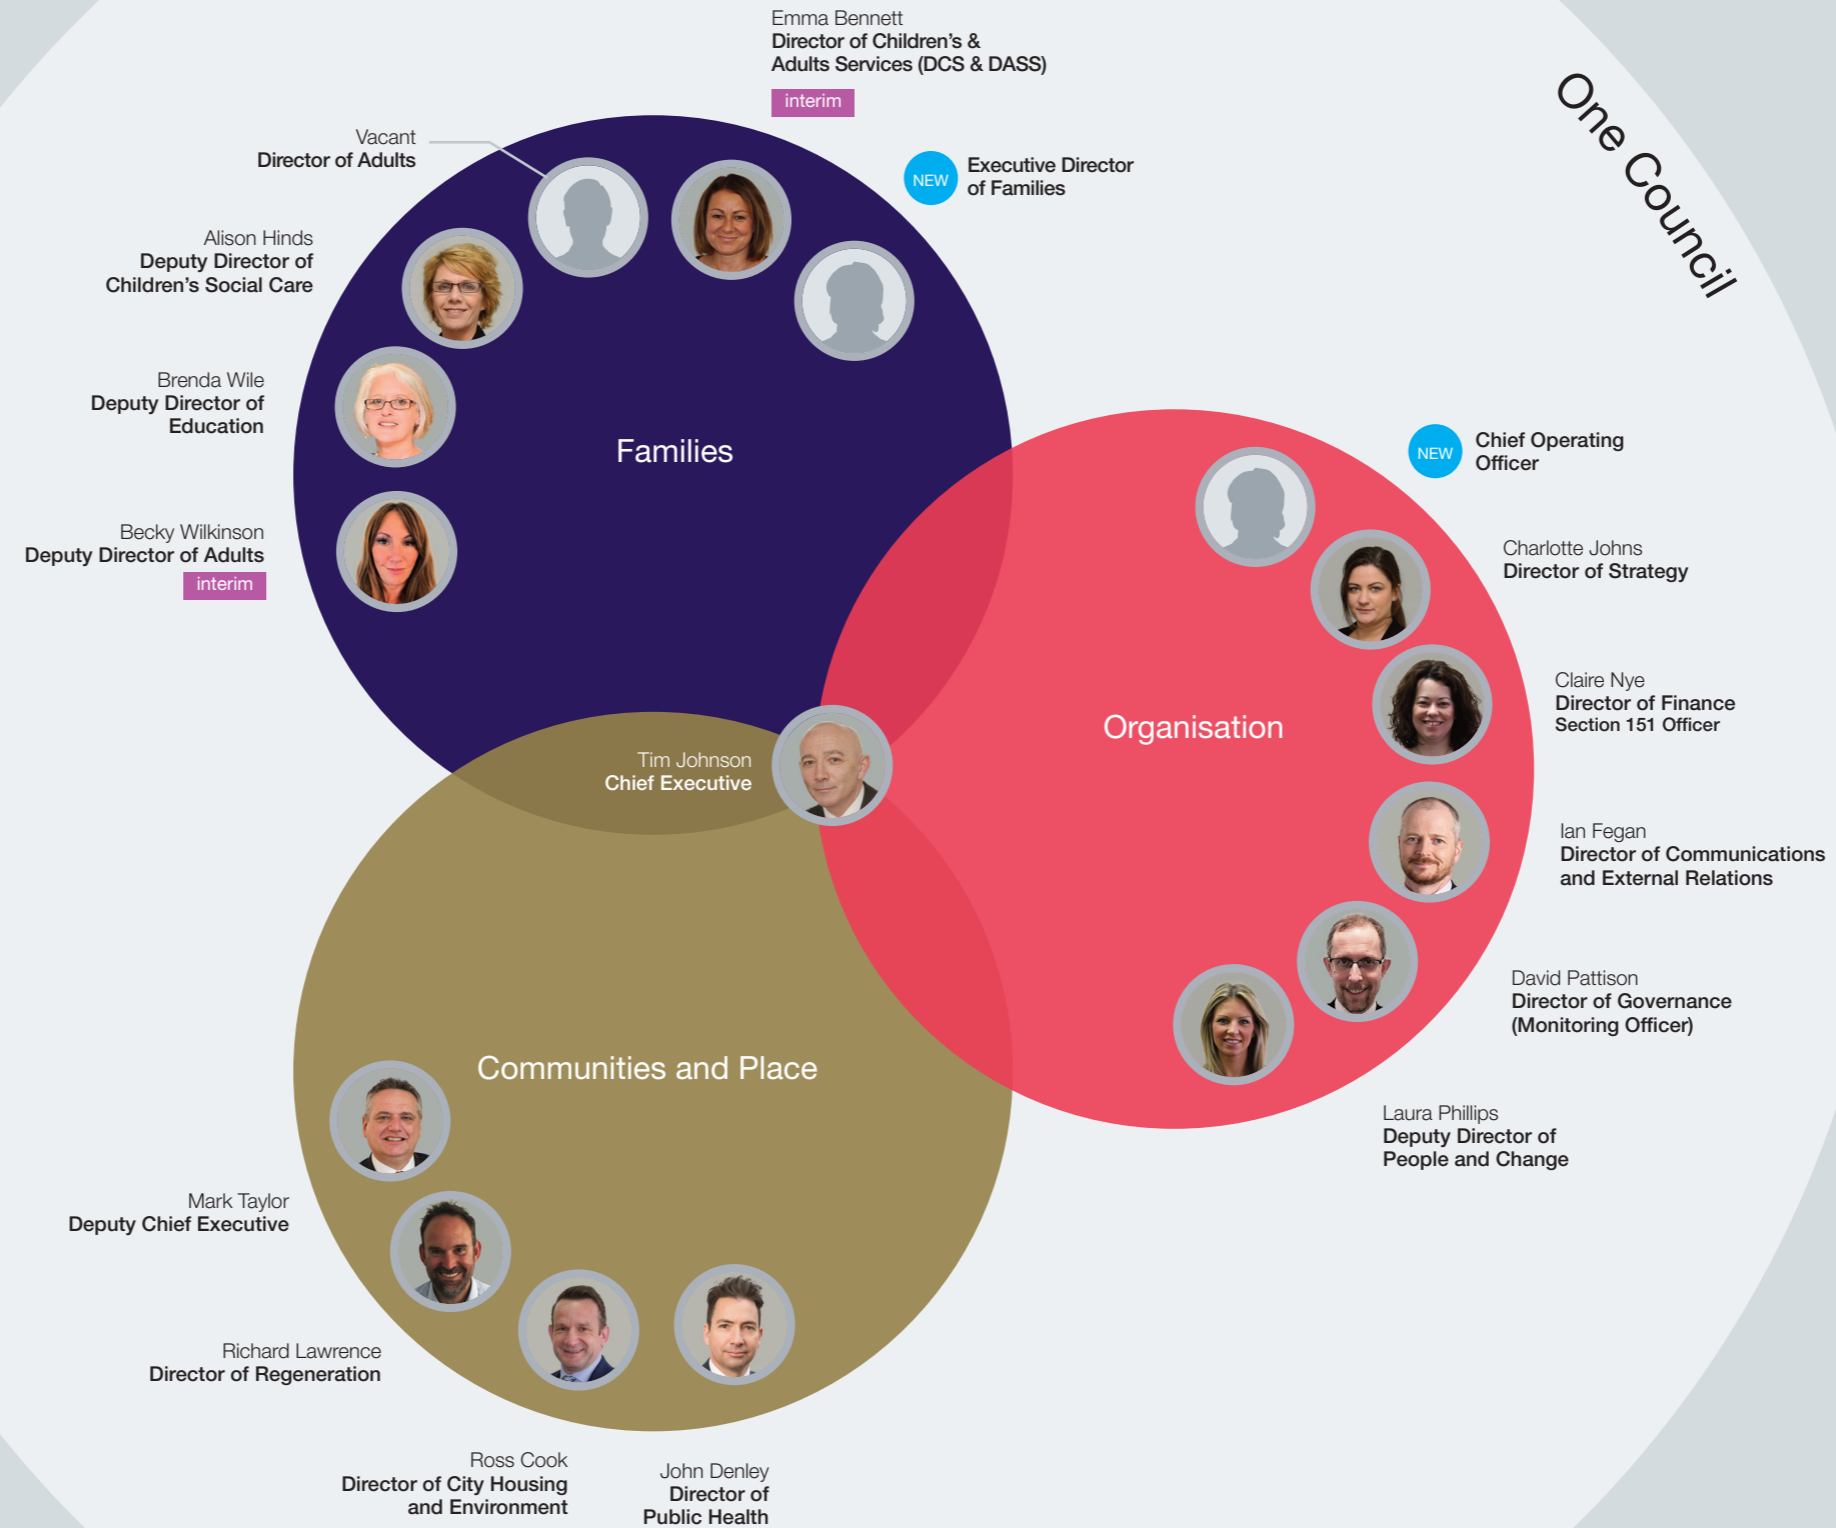 Emma Bennett
Director of Children's &
Adults Services (DCS & DASS)
interim
One Council
Vacant
Director of Adults
NEW
Executive Director
of Families
Alison Hinds
Deputy Director of
Children's Social Care
Brenda Wile
Deputy Director of
Education
Families
Becky Wilkinson
Deputy Director of Adults
interim
NEW
Chief Operating
Officer
Charlotte Johns
Director of Strategy
Claire Nye
Director of Finance
Section 151 Officer
Organisation
Tim Johnson
Chief Executive
Ian Fegan
Director of Communications
and External Relations
David Pattison
Director of Governance
(Monitoring Officer)
Laura Phillips
Deputy Director of
People and Change
Communities and Place
Mark Taylor
Deputy Chief Executive
Richard Lawrence
Director of Regeneration
Ross Cook
Director of City Housing
and Environment
John Denley
Director of
Public Health